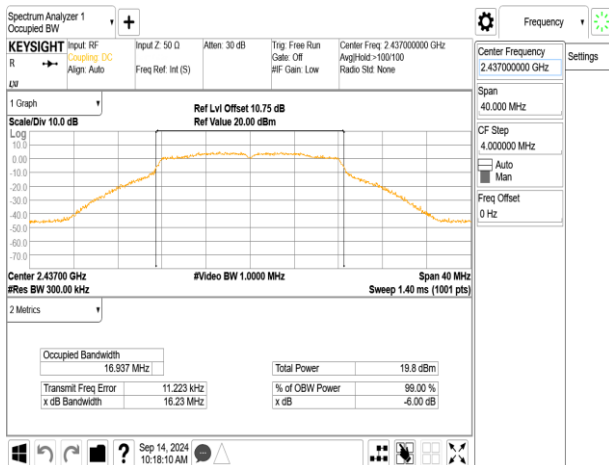 Spectrum Analyzer 1
Occupied BW
Frequency
KEYSIGHT
R
Input: RF
Coupling: DC
Align: Auto
Input Z: 50 Ω
Freq Ref: Int (S)
Atten: 30 dB
Trig: Free Run
Gate: Off
#IF Gain: Low
Center Freq: 2.437000000 GHz
Avg|Hold:>100/100
Radio Std: None
Center Frequency
2.437000000 GHz
Settings
Span
40.000 MHz
CF Step
4.000000 MHz
Auto
Man
Freq Offset
0 Hz
1 Graph
Scale/Div 10.0 dB
Ref Lvl Offset 10.75 dB
Ref Value 20.00 dBm
Log
10.0
0.00
-10.0
-20.0
-30.0
-40.0
-50.0
-60.0
-70.0
Center 2.43700 GHz
#Video BW 1.0000 MHz
Span 40 MHz
#Res BW 300.00 kHz
Sweep 1.40 ms (1001 pts)
2 Metrics
Occupied Bandwidth
16.937 MHz
Total Power 19.8 dBm
Transmit Freq Error 11.223 kHz
% of OBW Power 99.00 %
x dB Bandwidth 16.23 MHz
x dB -6.00 dB
?
Sep 14, 2024
10:18:10 AM